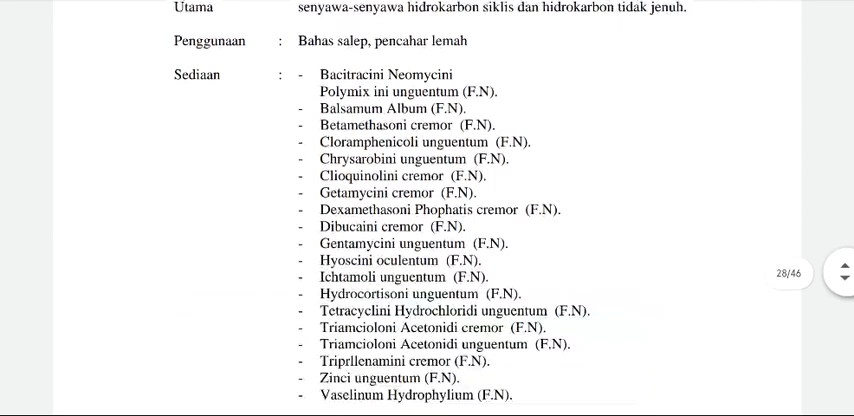 Utama senyawa-senyawa hidrokarbon siklis dan hidrokarbon tidak jenuh.
Penggunaan : Bahas salep, pencahar lemah
Sediaan : - Bacitracini Neomycini
Polymix ini unguentum (F.N).
- Balsamum Album (F.N).
- Betamethasoni cremor (F.N).
- Cloramphenicoli unguentum (F.N).
- Chrysarobini unguentum (F.N).
- Clioquinolini cremor (F.N).
- Getamycini cremor (F.N).
- Dexamethasoni Phophatis cremor (F.N).
- Dibucaini cremor (F.N).
- Gentamycini unguentum (F.N).
- Hyoscini oculentum (F.N).
- Ichtamoli unguentum (F.N).
28/46
- Hydrocortisoni unguentum (F.N).
- Tetracyclini Hydrochloridi unguentum (F.N).
- Triamcioloni Acetonidi cremor (F.N).
- Triamcioloni Acetonidi unguentum (F.N).
- Triprllenamini cremor (F.N).
- Zinci unguentum (F.N).
- Vaselinum Hydrophylium (F.N).